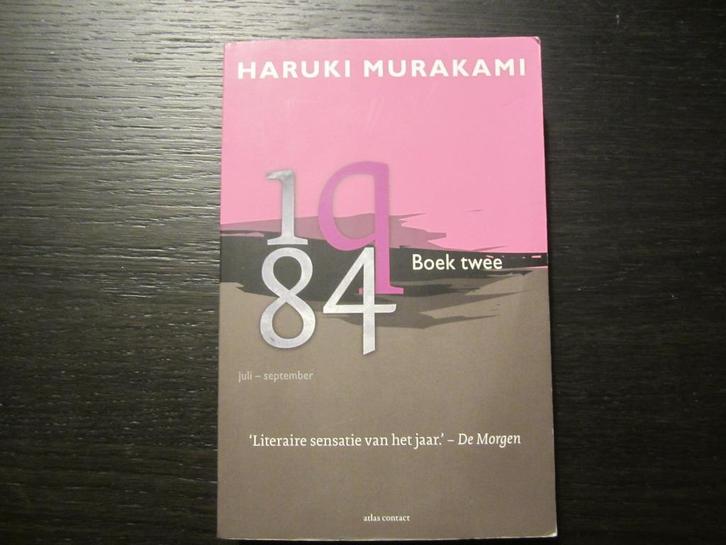 HARUKI MURAKAMI
1q
84
Boek twee
juli – september
‘Literaire sensatie van het jaar.’ – De Morgen
atlas contact